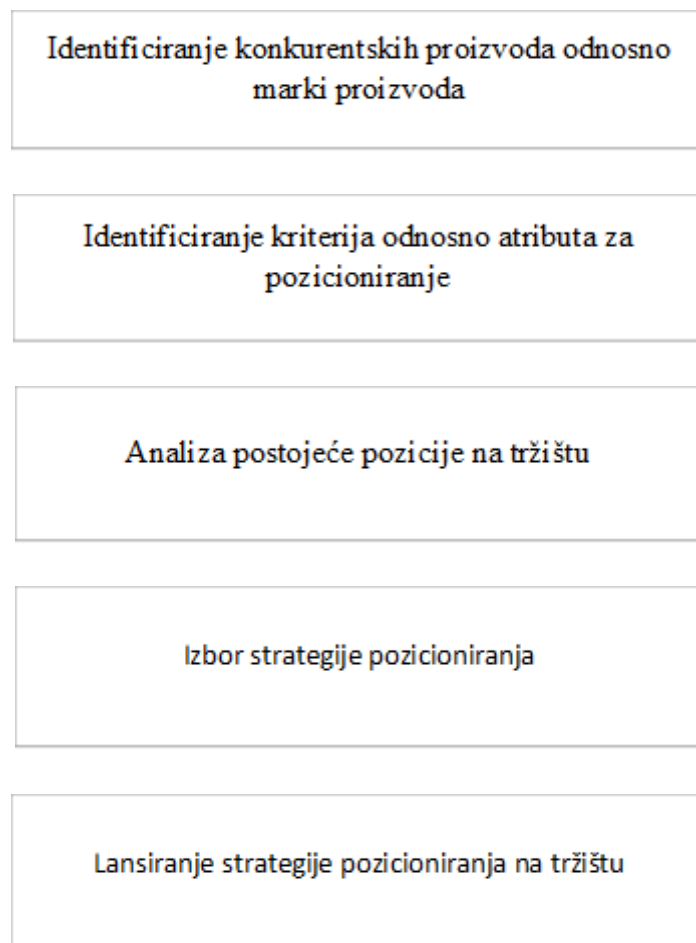 Identificiranje konkurentskih proizvoda odnosno
marki proizvoda
Identificiranje kriterija odnosno atributa za
pozicioniranje
Analiza postojeće pozicije na tržištu
Izbor strategije pozicioniranja
Lansiranje strategije pozicioniranja na tržištu